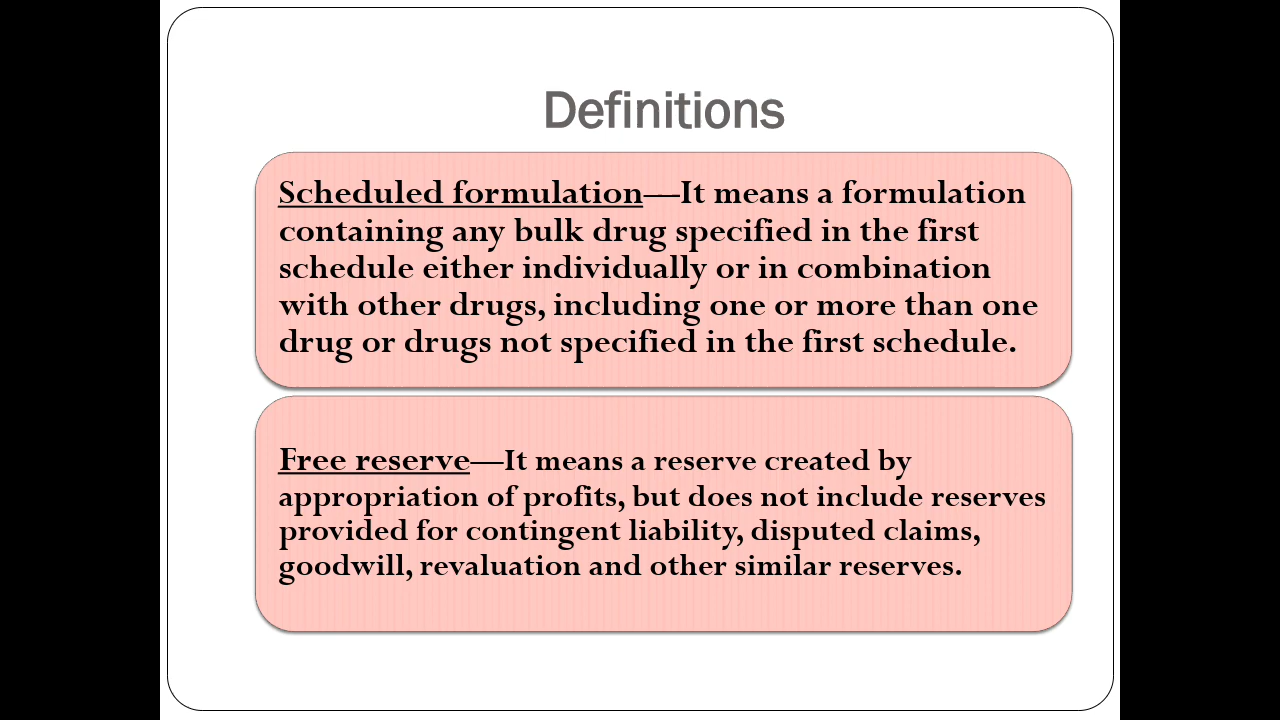 Definitions
Scheduled formulation—It means a formulation
containing any bulk drug specified in the first
schedule either individually or in combination
with other drugs, including one or more than one
drug or drugs not specified in the first schedule.
Free reserve—It means a reserve created by
appropriation of profits, but does not include reserves
provided for contingent liability, disputed claims,
goodwill, revaluation and other similar reserves.